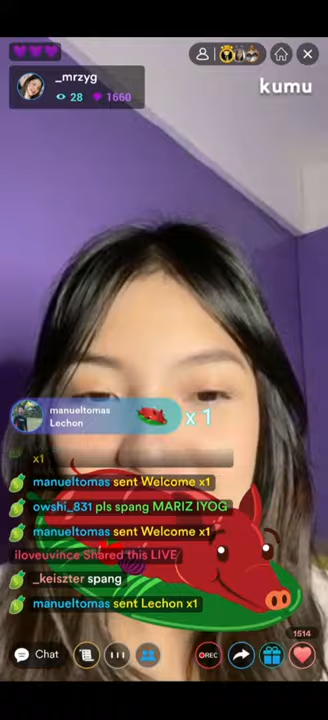 _mrzyg
28 1660
kumu
manueltomas
Lechon
x 1
x1
manueltomas sent Welcome x1
owshi_831 pls spang MARIZ IYOG
manueltomas sent Welcome x1
iloveuvince Shared this LIVE
_keiszter spang
manueltomas sent Lechon x1
1514
Chat
REC